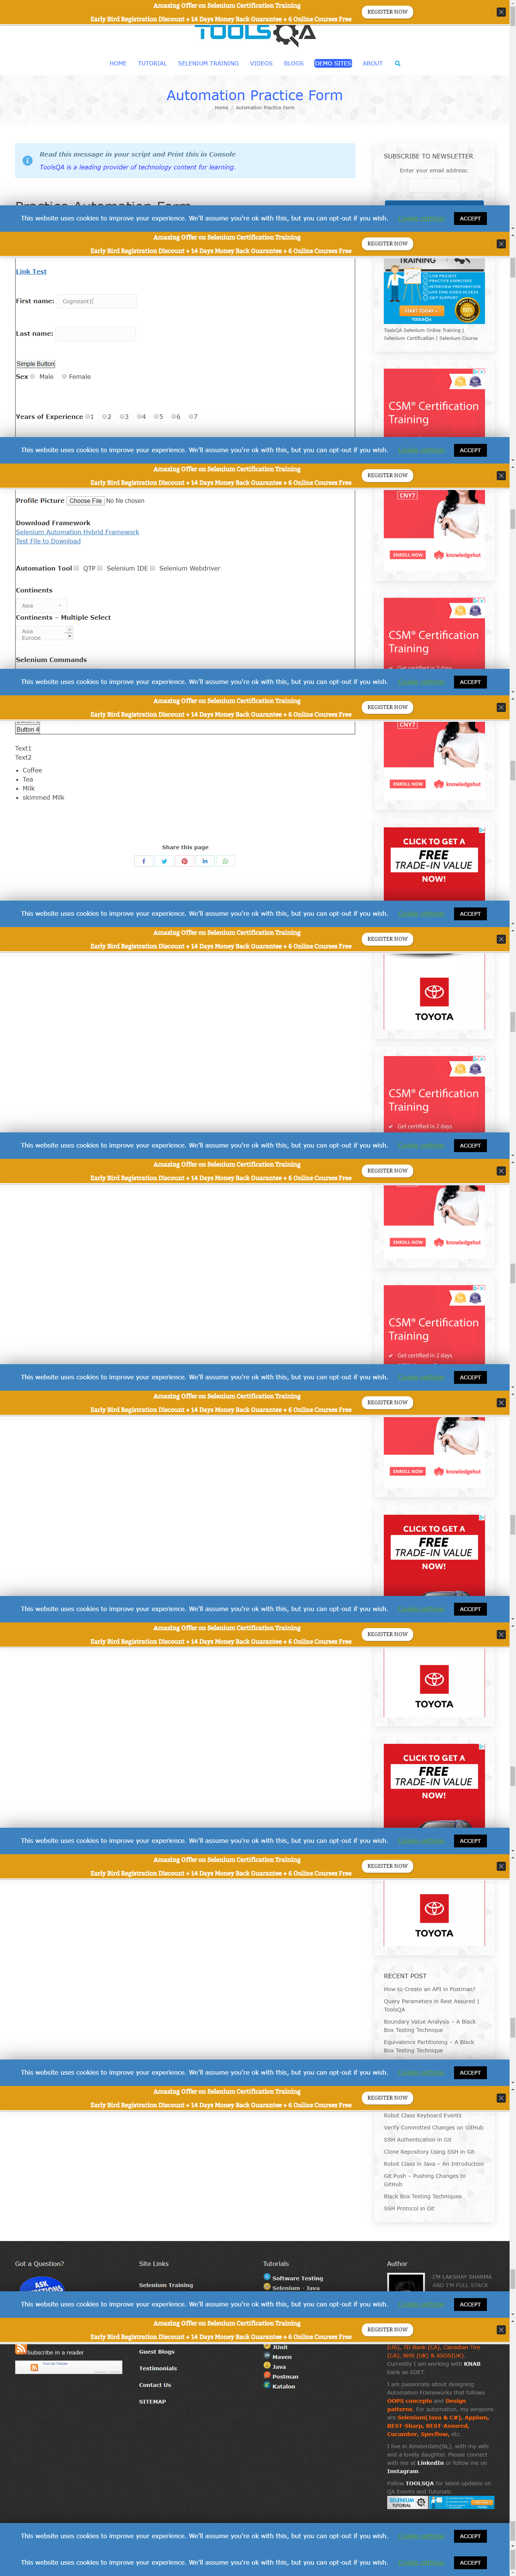 Amazing Offer on Selenium Certification Training
Early Bird Registration Discount + 14 Days Money Back Guarantee + 6 Online Courses Free
REGISTER NOW
TOOLSQA
HOME TUTORIAL SELENIUM TRAINING VIDEOS BLOGS DEMO SITES ABOUT
Automation Practice Form
Home Automation Practice Form
Read this message in your socket and Print this in Console
ToolsQA is a leading provider of technology content for learning.
SUBSCRIBE TO NEWSLETTER
Enter your email address:
Practice Automation Form
This website uses cookies to improve your experience. We'll assume you're ok with this, but you can opt-out if you wish.
ACCEPT
Amazing Offer on Selenium Certification Training
Early Bird Registration Discount + 14 Days Money Back Guarantee + 6 Online Courses Free
REGISTER NOW
Link Test
First name: Cognizant1
Last name:
Simple Button
Sex Male Female
Years of Experience 1 2 3 4 5 6 7
TRAINING
LIVE PROJECT
PRACTICE EXERCISES
INTERVIEW PREPARATION
LIFE TIME VIDEO ACCESS
24X7 SUPPORT
START TODAY
TOOLSQA
ToolsQA Selenium Online Training |
Selenium Certification | Selenium Course
CSM® Certification
Training
This website uses cookies to improve your experience. We'll assume you're ok with this, but you can opt-out if you wish.
ACCEPT
Amazing Offer on Selenium Certification Training
Early Bird Registration Discount + 14 Days Money Back Guarantee + 6 Online Courses Free
REGISTER NOW
Profile Picture Choose File No file chosen
Download Framework
Selenium Automation Hybrid Framework
Test File to Download
Automation Tool QTP Selenium IDE Selenium Webdriver
Continents
Asia
Continents – Multiple Select
Asia
Europe
Selenium Commands
CNY7
ENROLL NOW knowledgehut
CSM® Certification
Training
Get certified in 2 days
This website uses cookies to improve your experience. We'll assume you're ok with this, but you can opt-out if you wish.
ACCEPT
Amazing Offer on Selenium Certification Training
Early Bird Registration Discount + 14 Days Money Back Guarantee + 6 Online Courses Free
REGISTER NOW
Button 4
Text1
Text2
Coffee
Tea
Milk
skimmed Milk
Share this page
CNY7
ENROLL NOW knowledgehut
CLICK TO GET A
FREE
TRADE-IN VALUE
NOW!
This website uses cookies to improve your experience. We'll assume you're ok with this, but you can opt-out if you wish.
ACCEPT
Amazing Offer on Selenium Certification Training
Early Bird Registration Discount + 14 Days Money Back Guarantee + 6 Online Courses Free
REGISTER NOW
TOYOTA
CSM® Certification
Training
Get certified in 2 days
This website uses cookies to improve your experience. We'll assume you're ok with this, but you can opt-out if you wish.
ACCEPT
Amazing Offer on Selenium Certification Training
Early Bird Registration Discount + 14 Days Money Back Guarantee + 6 Online Courses Free
REGISTER NOW
ENROLL NOW knowledgehut
CSM® Certification
Training
Get certified in 2 days
This website uses cookies to improve your experience. We'll assume you're ok with this, but you can opt-out if you wish.
ACCEPT
Amazing Offer on Selenium Certification Training
Early Bird Registration Discount + 14 Days Money Back Guarantee + 6 Online Courses Free
REGISTER NOW
ENROLL NOW knowledgehut
CLICK TO GET A
FREE
TRADE-IN VALUE
NOW!
This website uses cookies to improve your experience. We'll assume you're ok with this, but you can opt-out if you wish.
ACCEPT
Amazing Offer on Selenium Certification Training
Early Bird Registration Discount + 14 Days Money Back Guarantee + 6 Online Courses Free
REGISTER NOW
TOYOTA
CLICK TO GET A
FREE
TRADE-IN VALUE
NOW!
This website uses cookies to improve your experience. We'll assume you're ok with this, but you can opt-out if you wish.
ACCEPT
Amazing Offer on Selenium Certification Training
Early Bird Registration Discount + 14 Days Money Back Guarantee + 6 Online Courses Free
REGISTER NOW
TOYOTA
RECENT POST
How to Create an API in Postman?
Query Parameters in Rest Assured |
ToolsQA
Boundary Value Analysis – A Black
Box Testing Technique
Equivalence Partitioning – A Black
Box Testing Technique
This website uses cookies to improve your experience. We'll assume you're ok with this, but you can opt-out if you wish.
ACCEPT
Amazing Offer on Selenium Certification Training
Early Bird Registration Discount + 14 Days Money Back Guarantee + 6 Online Courses Free
REGISTER NOW
Robot Class Keyboard Events
Verify Committed Changes on GitHub
SSH Authentication in Git
Clone Repository Using SSH in Git
Robot Class in Java – An Introduction
Git Push – Pushing Changes to
GitHub
Black Box Testing Techniques
SSH Protocol in Git
Got a Question? Site Links Tutorials Author
ASK
QUESTIONS
Selenium Training
Software Testing
Selenium - Java
I'M LAKSHAY SHARMA
AND I'M FULL STACK
This website uses cookies to improve your experience. We'll assume you're ok with this, but you can opt-out if you wish.
ACCEPT
Amazing Offer on Selenium Certification Training
Early Bird Registration Discount + 14 Days Money Back Guarantee + 6 Online Courses Free
REGISTER NOW
Subscribe in a reader
Guest Blogs
Testimonials
Contact Us
SITEMAP
JUnit
Maven
Java
Postman
Katalon
(US), TD Bank (CA), Canadian Tire
(CA), NHS (UK) & ASOS(UK).
Currently I am working with KNAB
bank as SDET.
I am passionate about designing
Automation Frameworks that follows
OOPS concepts and Design
patterns. For automation, my weapons
are Selenium(Java & C#), Appium,
REST-Sharp, REST-Assured,
Cucumber, Specflow, etc.
I live in Amsterdam(NL), with my wife
and a lovely daughter. Please connect
with me at LinkedIn or follow me on
Instagram.
Follow TOOLSQA for latest updates on
QA Events and Tutorials.
SELENIUM
TUTORIAL
This website uses cookies to improve your experience. We'll assume you're ok with this, but you can opt-out if you wish.
ACCEPT
This website uses cookies to improve your experience. We'll assume you're ok with this, but you can opt-out if you wish.
ACCEPT